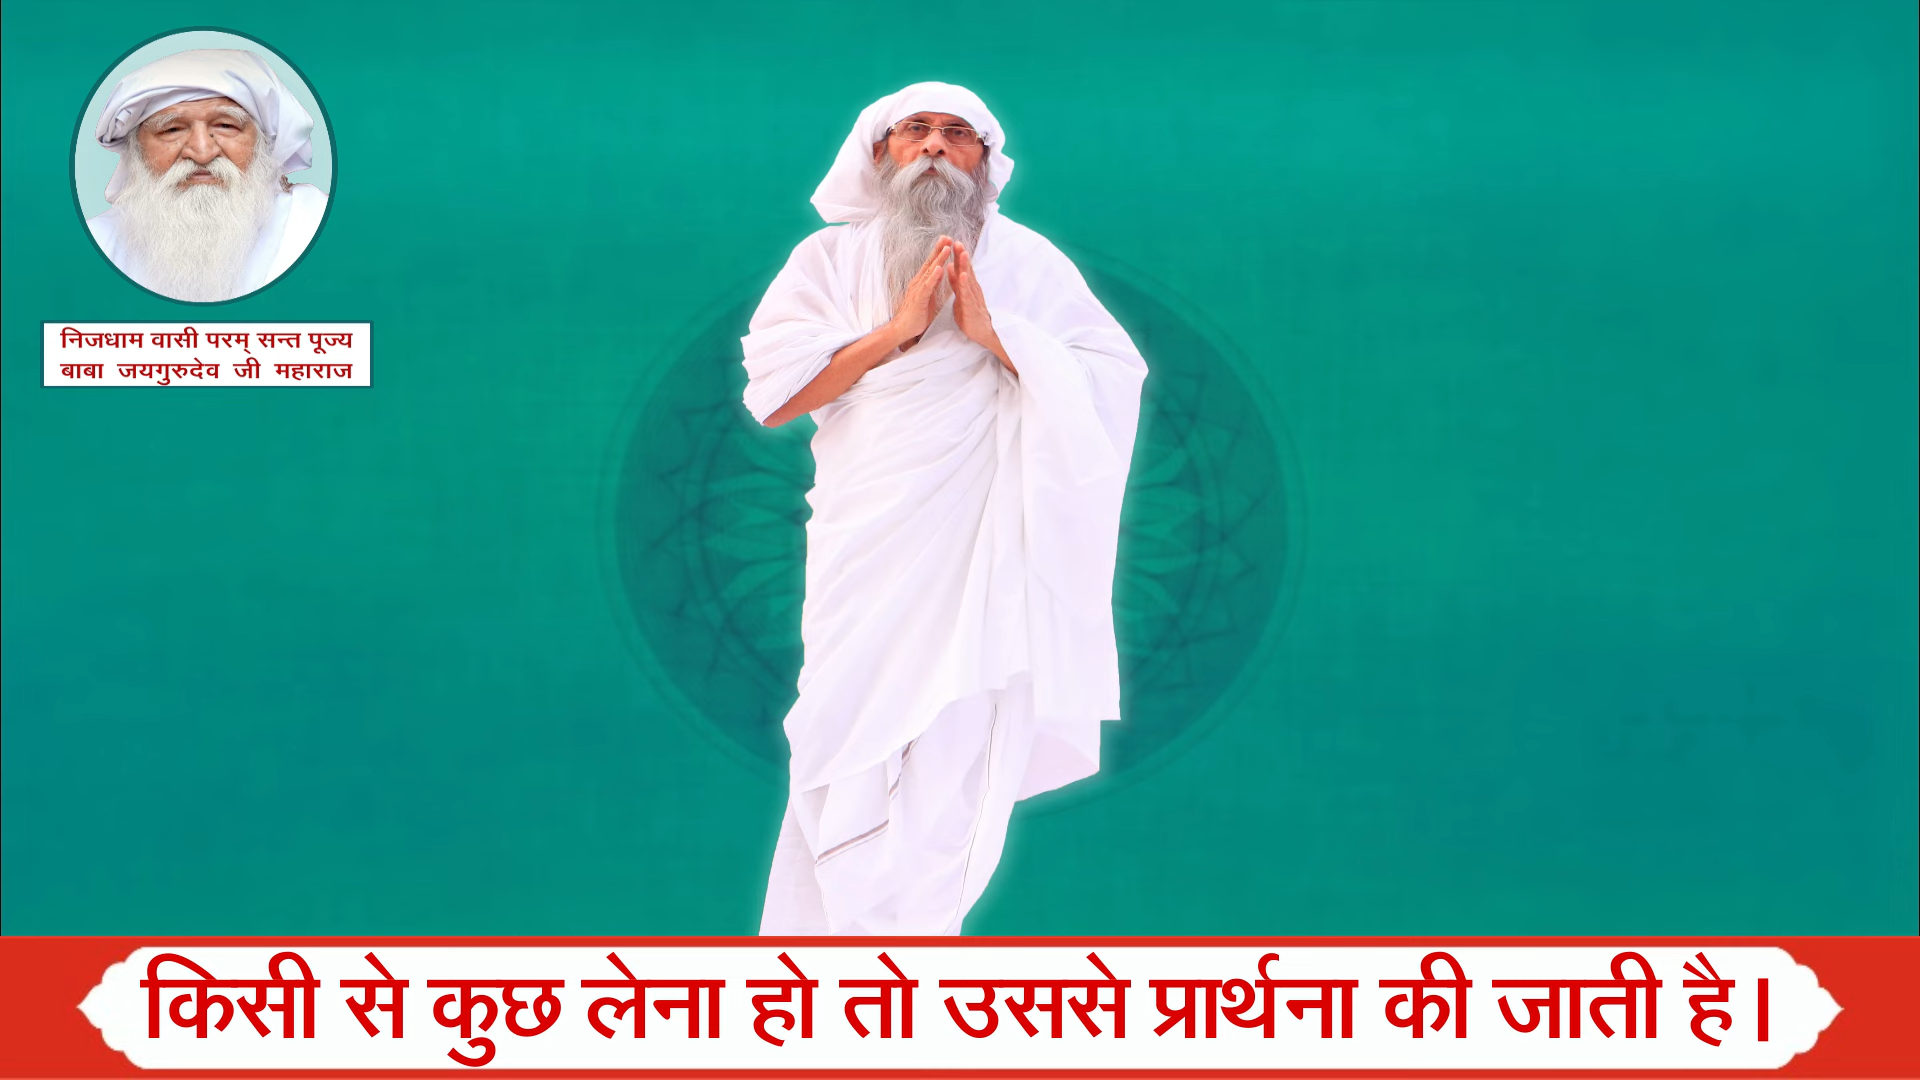 निजधाम वासी परम् सन्त पूज्य
बाबा जयगुरुदेव जी महाराज
किसी से कुछ लेना हो तो उससे प्रार्थना की जाती है।